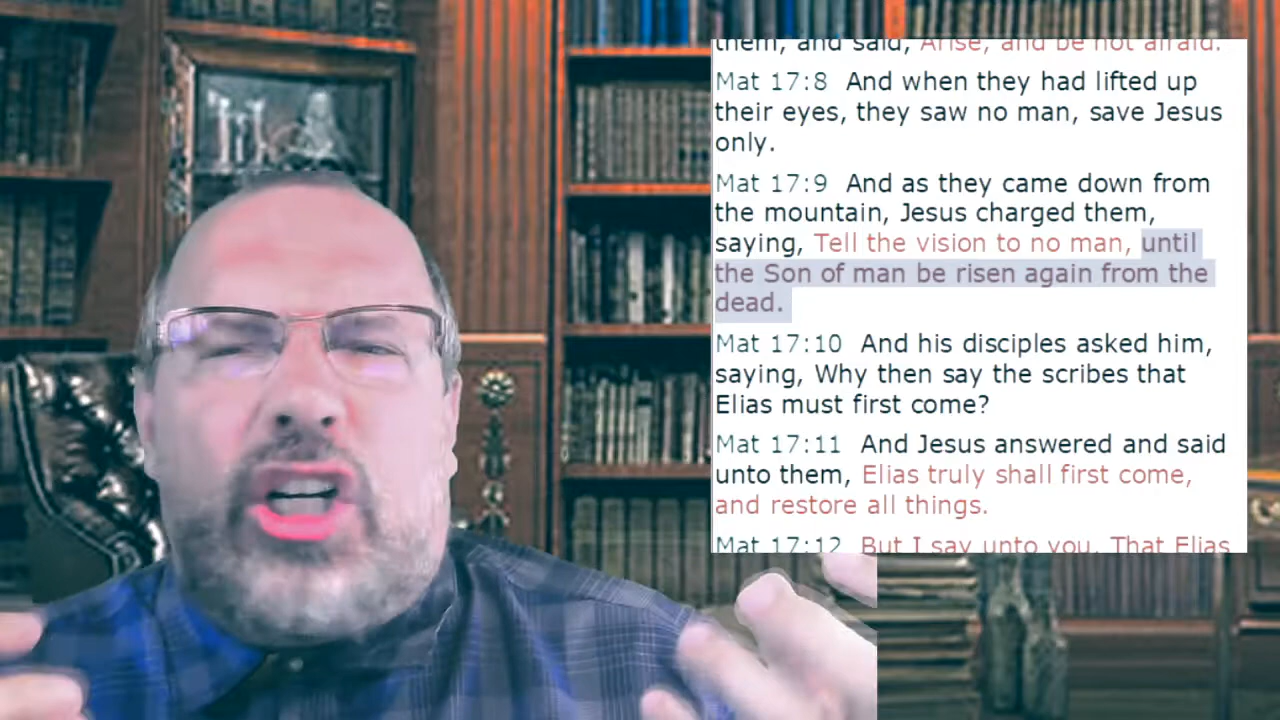 them, and said, Arise, and be not afraid.
Mat 17:8 And when they had lifted up
their eyes, they saw no man, save Jesus
only.
Mat 17:9 And as they came down from
the mountain, Jesus charged them,
saying, Tell the vision to no man, until
the Son of man be risen again from the
dead.
Mat 17:10 And his disciples asked him,
saying, Why then say the scribes that
Elias must first come?
Mat 17:11 And Jesus answered and said
unto them, Elias truly shall first come,
and restore all things.
Mat 17:12 But I say unto you, That Elias